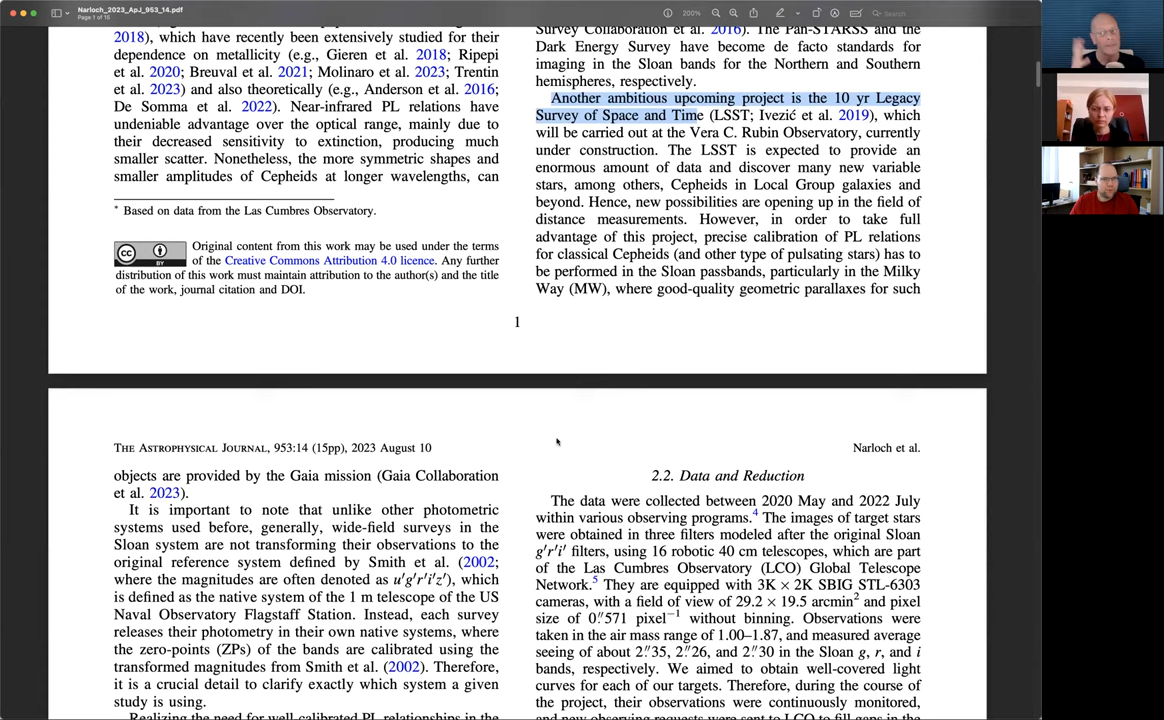 Narloch_2023_ApJ_953_14.pdf
Page 1 of 15
200%
Search
2018), which have recently been extensively studied for their
dependence on metallicity (e.g., Gieren et al. 2018; Ripepi
et al. 2020; Breuval et al. 2021; Molinaro et al. 2023; Trentin
et al. 2023) and also theoretically (e.g., Anderson et al. 2016;
De Somma et al. 2022). Near-infrared PL relations have
undeniable advantage over the optical range, mainly due to
their decreased sensitivity to extinction, producing much
smaller scatter. Nonetheless, the more symmetric shapes and
smaller amplitudes of Cepheids at longer wavelengths, can
* Based on data from the Las Cumbres Observatory.
cc BY
Original content from this work may be used under the terms
of the Creative Commons Attribution 4.0 licence. Any further
distribution of this work must maintain attribution to the author(s) and the title
of the work, journal citation and DOI.
Survey Collaboration et al. 2016). The Pan-STARSS and the
Dark Energy Survey have become de facto standards for
imaging in the Sloan bands for the Northern and Southern
hemispheres, respectively.
Another ambitious upcoming project is the 10 yr Legacy
Survey of Space and Time (LSST; Ivezić et al. 2019), which
will be carried out at the Vera C. Rubin Observatory, currently
under construction. The LSST is expected to provide an
enormous amount of data and discover many new variable
stars, among others, Cepheids in Local Group galaxies and
beyond. Hence, new possibilities are opening up in the field of
distance measurements. However, in order to take full
advantage of this project, precise calibration of PL relations
for classical Cepheids (and other type of pulsating stars) has to
be performed in the Sloan passbands, particularly in the Milky
Way (MW), where good-quality geometric parallaxes for such
1
THE ASTROPHYSICAL JOURNAL, 953:14 (15pp), 2023 August 10
Narloch et al.
objects are provided by the Gaia mission (Gaia Collaboration
et al. 2023).
It is important to note that unlike other photometric
systems used before, generally, wide-field surveys in the
Sloan system are not transforming their observations to the
original reference system defined by Smith et al. (2002;
where the magnitudes are often denoted as u′g′r′i′z′), which
is defined as the native system of the 1 m telescope of the US
Naval Observatory Flagstaff Station. Instead, each survey
releases their photometry in their own native systems, where
the zero-points (ZPs) of the bands are calibrated using the
transformed magnitudes from Smith et al. (2002). Therefore,
it is a crucial detail to clarify exactly which system a given
study is using.
Realizing the need for well-calibrated PL relationships in the
2.2. Data and Reduction
The data were collected between 2020 May and 2022 July
within various observing programs.4 The images of target stars
were obtained in three filters modeled after the original Sloan
g′r′i′ filters, using 16 robotic 40 cm telescopes, which are part
of the Las Cumbres Observatory (LCO) Global Telescope
Network.5 They are equipped with 3K × 2K SBIG STL-6303
cameras, with a field of view of 29.2 × 19.5 arcmin2 and pixel
size of 0″.571 pixel−1 without binning. Observations were
taken in the air mass range of 1.00–1.87, and measured average
seeing of about 2″.35, 2″.26, and 2″.30 in the Sloan g, r, and i
bands, respectively. We aimed to obtain well-covered light
curves for each of our targets. Therefore, during the course of
the project, their observations were continuously monitored,
and new observing requests were sent to LCO to fill gaps in the